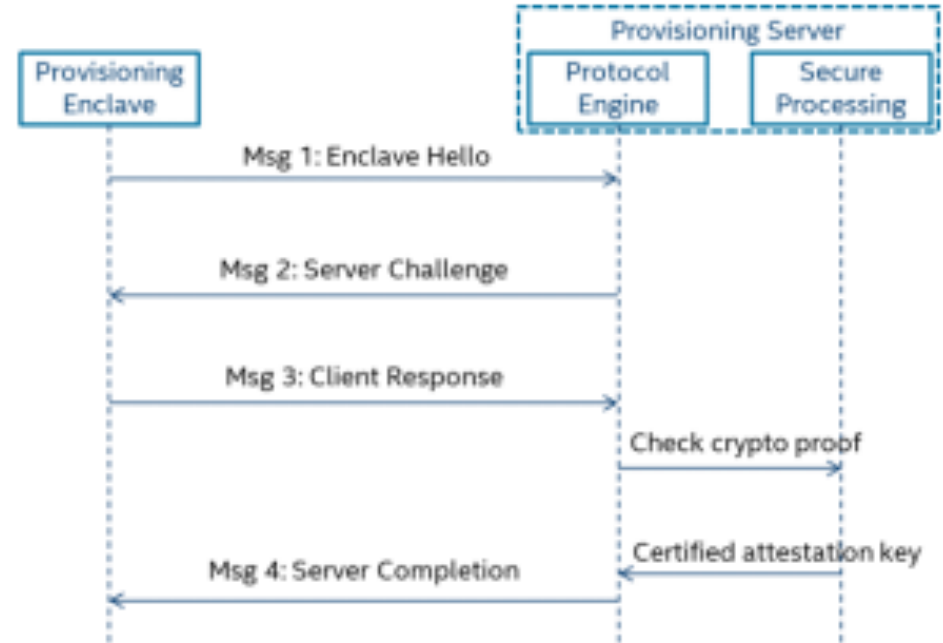 Provisioning Server
Provisioning
Enclave
Protocol
Engine
Secure
Processing
Msg 1: Enclave Hello
Msg 2: Server Challenge
Msg 3: Client Response
Check crypto proof
Certified attestation key
Msg 4: Server Completion